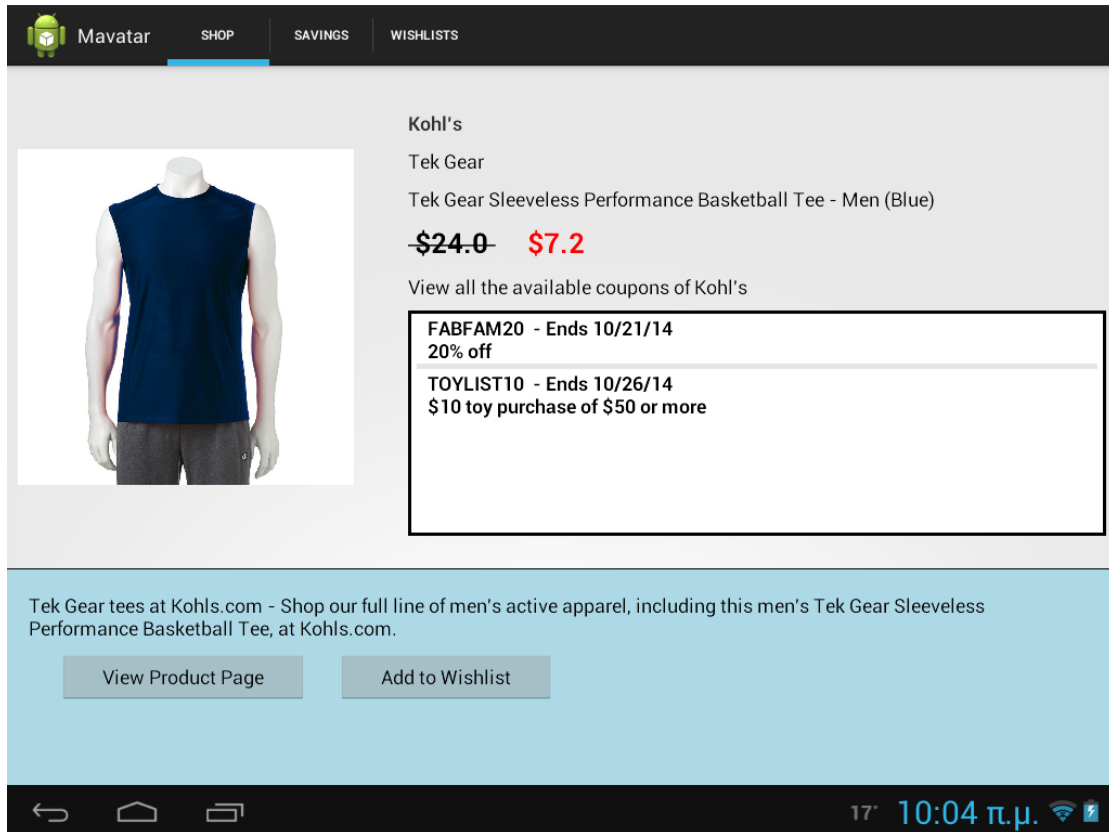 Mavatar
SHOP
SAVINGS
WISHLISTS
Kohl's
Tek Gear
Tek Gear Sleeveless Performance Basketball Tee - Men (Blue)
$24.0 $7.2
View all the available coupons of Kohl's
FABFAM20 - Ends 10/21/14
20% off
TOYLIST10 - Ends 10/26/14
$10 toy purchase of $50 or more
Tek Gear tees at Kohls.com - Shop our full line of men's active apparel, including this men's Tek Gear Sleeveless
Performance Basketball Tee, at Kohls.com.
View Product Page
Add to Wishlist
17° 10:04 π.μ.